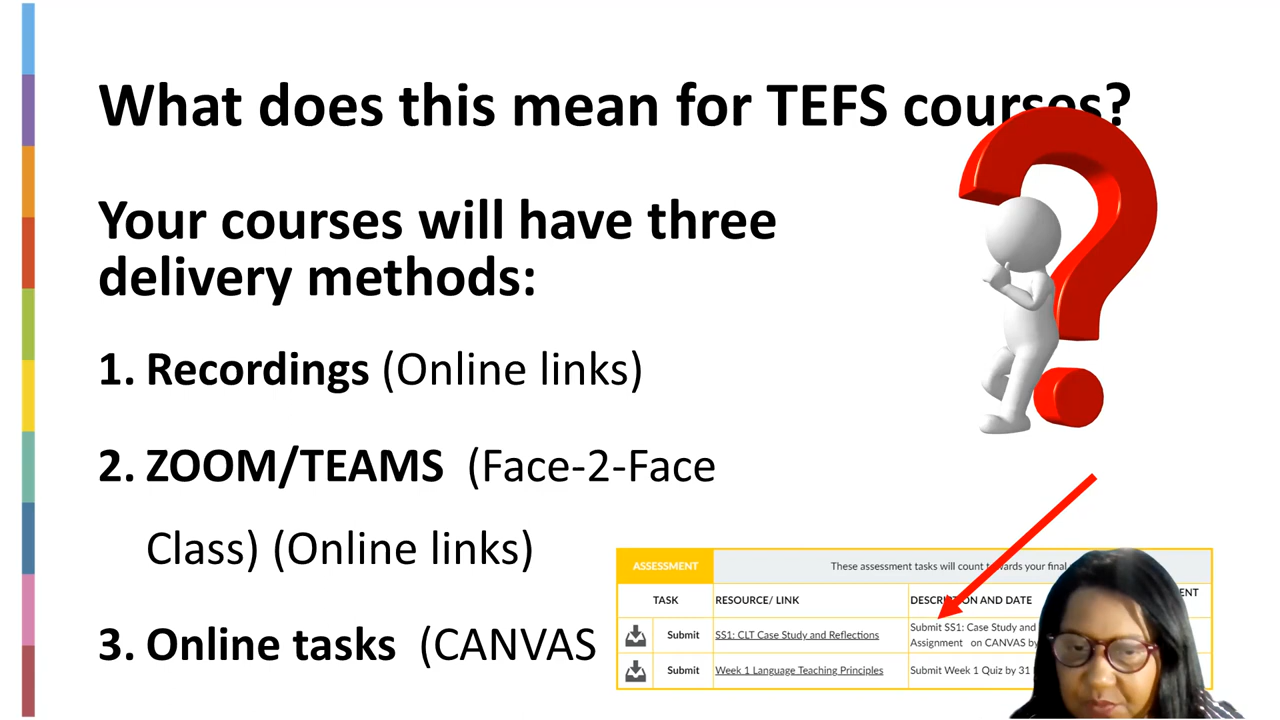 What does this mean for TEFS courses?
Your courses will have three
delivery methods:
1. Recordings (Online links)
2. ZOOM/TEAMS (Face-2-Face
Class) (Online links)
3. Online tasks (CANVAS
ASSESSMENT These assessment tasks will count towards your final
TASK RESOURCE/ LINK DESCRIPTION AND DATE
Submit SS1: CLT Case Study and Reflections Submit SS1: Case Study and
Assignment on CANVAS by
Submit Week 1 Language Teaching Principles Submit Week 1 Quiz by 31